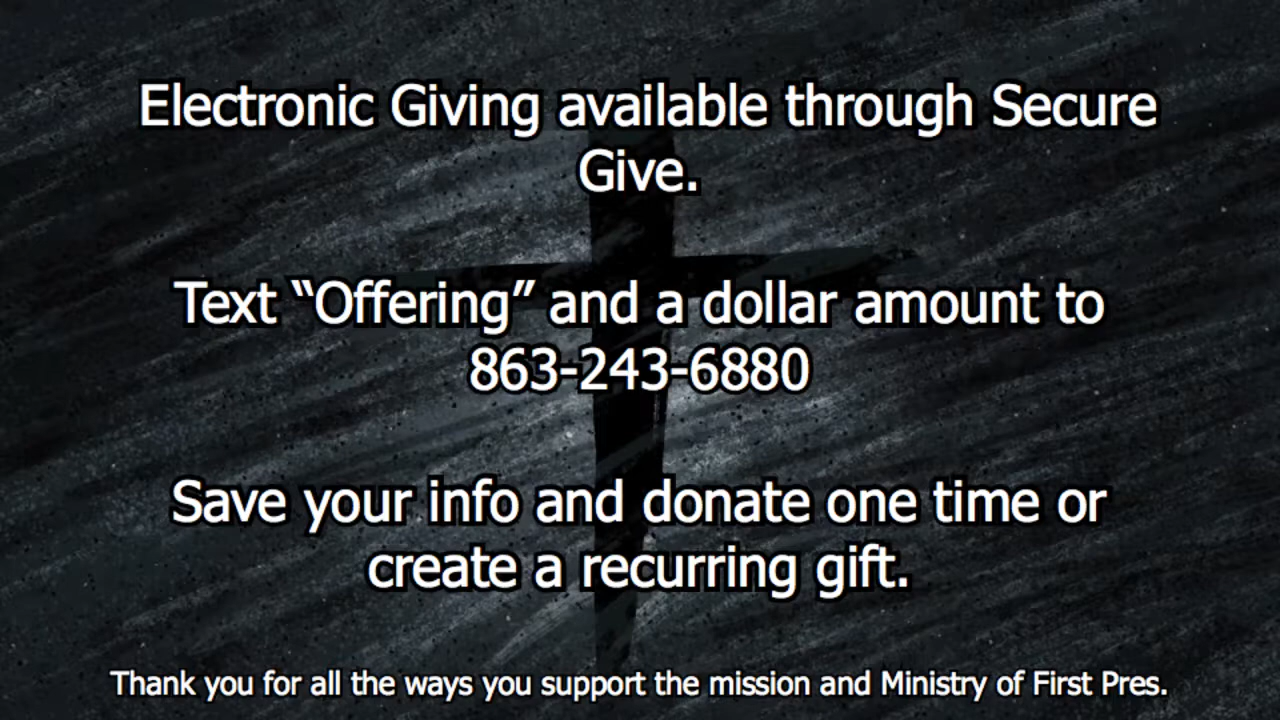 Electronic Giving available through Secure
Give.
Text “Offering” and a dollar amount to
863-243-6880
Save your info and donate one time or
create a recurring gift.
Thank you for all the ways you support the mission and Ministry of First Pres.